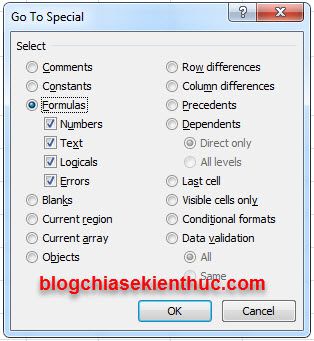 Go To Special
Select
Comments
Constants
Formulas
Numbers
Text
Logicals
Errors
Blanks
Current region
Current array
Objects
Row differences
Column differences
Precedents
Dependents
Direct only
All levels
Last cell
Visible cells only
Conditional formats
Data validation
All
Same
blogchiasekienthuc.com
OK
Cancel